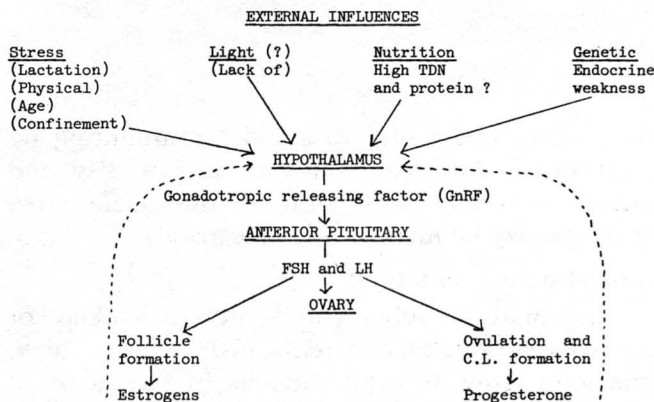 EXTERNAL INFLUENCES
Stress
(Lactation)
(Physical)
(Age)
(Confinement)
Light (?)
(Lack of)
Nutrition
High TDN
and protein ?
Genetic
Endocrine
weakness
HYPOTHALAMUS
Gonadotropic releasing factor (GnRF)
ANTERIOR PITUITARY
FSH and LH
OVARY
Follicle
formation
Estrogens
Ovulation and
C.L. formation
Progesterone